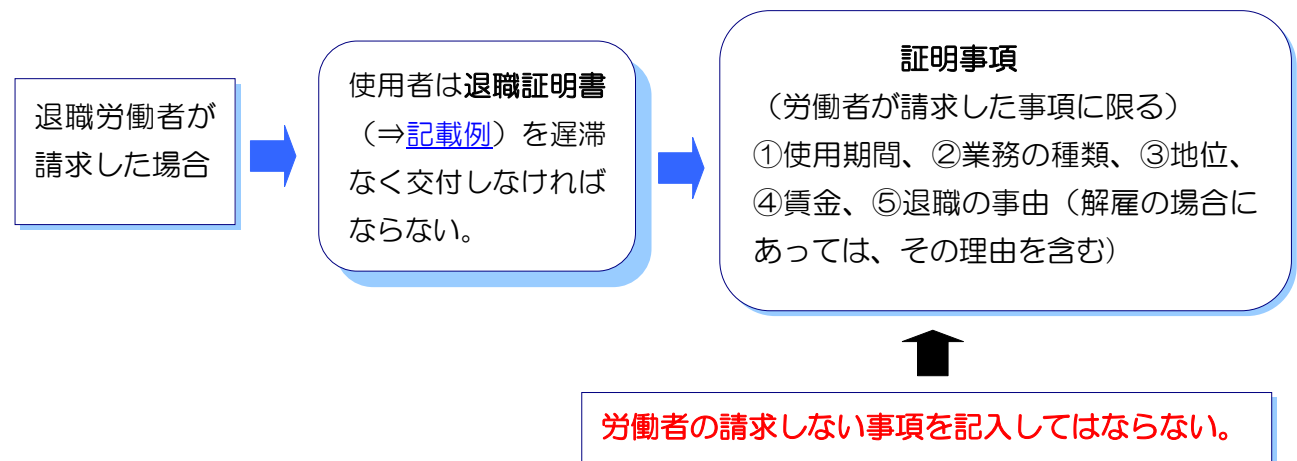 退職労働者が
請求した場合
使用者は退職証明書
（⇒記載例）を遅滞
なく交付しなければ
ならない。
証明事項
（労働者が請求した事項に限る）
①使用期間、②業務の種類、③地位、
④賃金、⑤退職の事由（解雇の場合に
あっては、その理由を含む）
労働者の請求しない事項を記入してはならない。